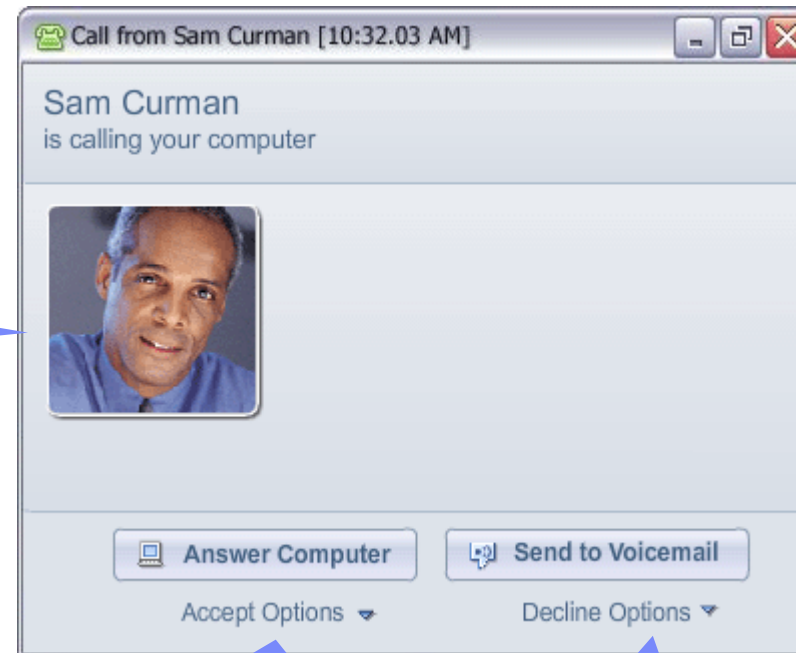 Call from Sam Curman [10:32.03 AM]
Sam Curman
is calling your computer
Answer Computer
Send to Voicemail
Accept Options
Decline Options